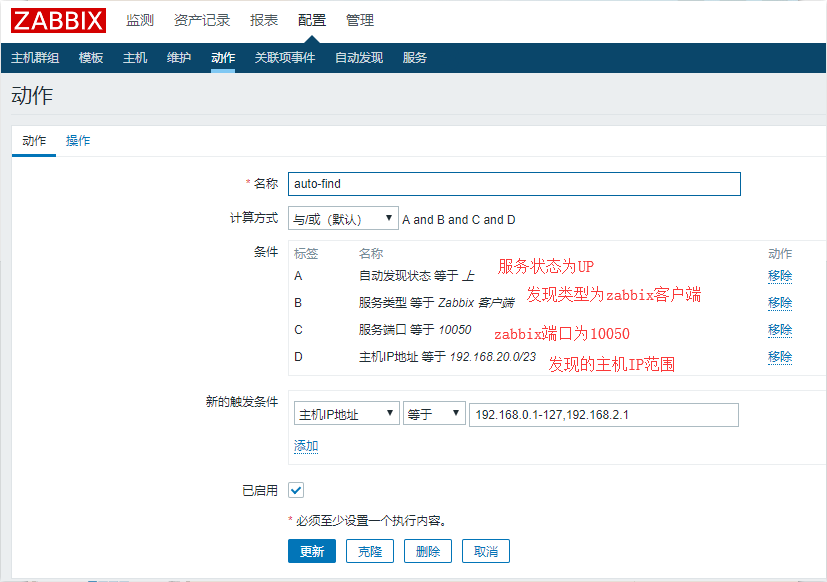 ZABBIX 监测 资产记录 报表 配置 管理
主机群组 模板 主机 维护 动作 关联项事件 自动发现 服务
动作
动作 操作
* 名称 auto-find
计算方式 与/或（默认） A and B and C and D
条件 标签 名称 动作
服务状态为UP
A 自动发现状态 等于 上 移除
发现类型为zabbix客户端
B 服务类型 等于 Zabbix 客户端 移除
C 服务端口 等于 10050 zabbix端口为10050 移除
D 主机IP地址 等于 192.168.20.0/23 移除
发现的主机IP范围
新的触发条件 主机IP地址 等于 192.168.0.1-127,192.168.2.1
添加
已启用
* 必须至少设置一个执行内容。
更新 克隆 删除 取消